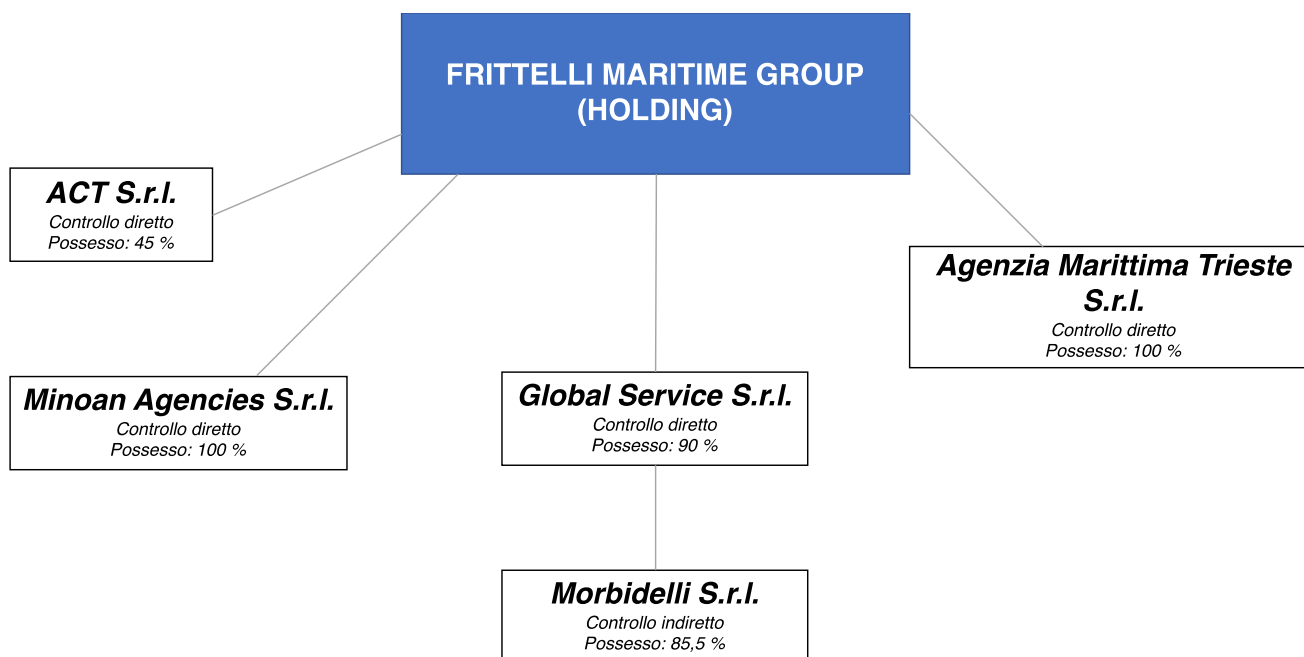 FRITTELLI MARITIME GROUP
(HOLDING)
ACT S.r.l.
Controllo diretto
Possesso: 45 %
Agenzia Marittima Trieste
S.r.l.
Controllo diretto
Possesso: 100 %
Minoan Agencies S.r.l.
Controllo diretto
Possesso: 100 %
Global Service S.r.l.
Controllo diretto
Possesso: 90 %
Morbidelli S.r.l.
Controllo indiretto
Possesso: 85,5 %